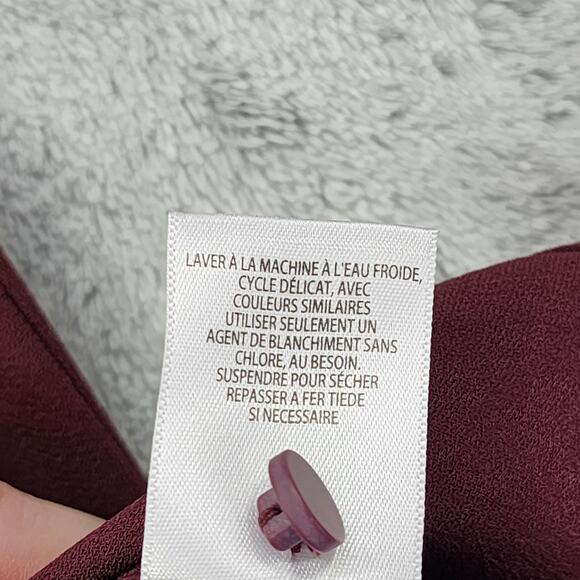 LAVER À LA MACHINE À L'EAU FROIDE,
CYCLE DÉLICAT, AVEC
COULEURS SIMILAIRES
UTILISER SEULEMENT UN
AGENT DE BLANCHIMENT SANS
CHLORE, AU BESOIN.
SUSPENDRE POUR SÉCHER
REPASSER A FER TIEDE
SI NECESSAIRE